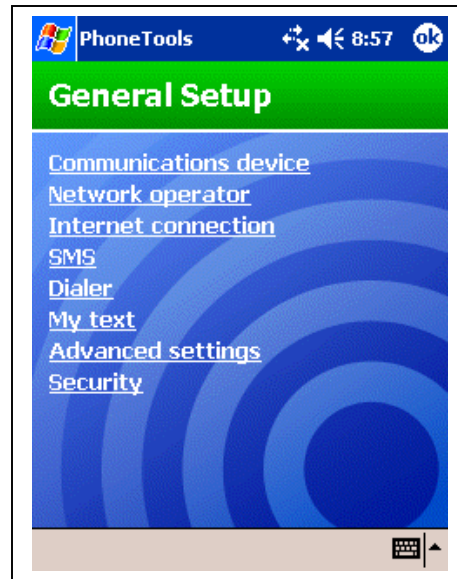 PhoneTools 8:57 ok
General Setup
Communications device
Network operator
Internet connection
SMS
Dialer
My text
Advanced settings
Security